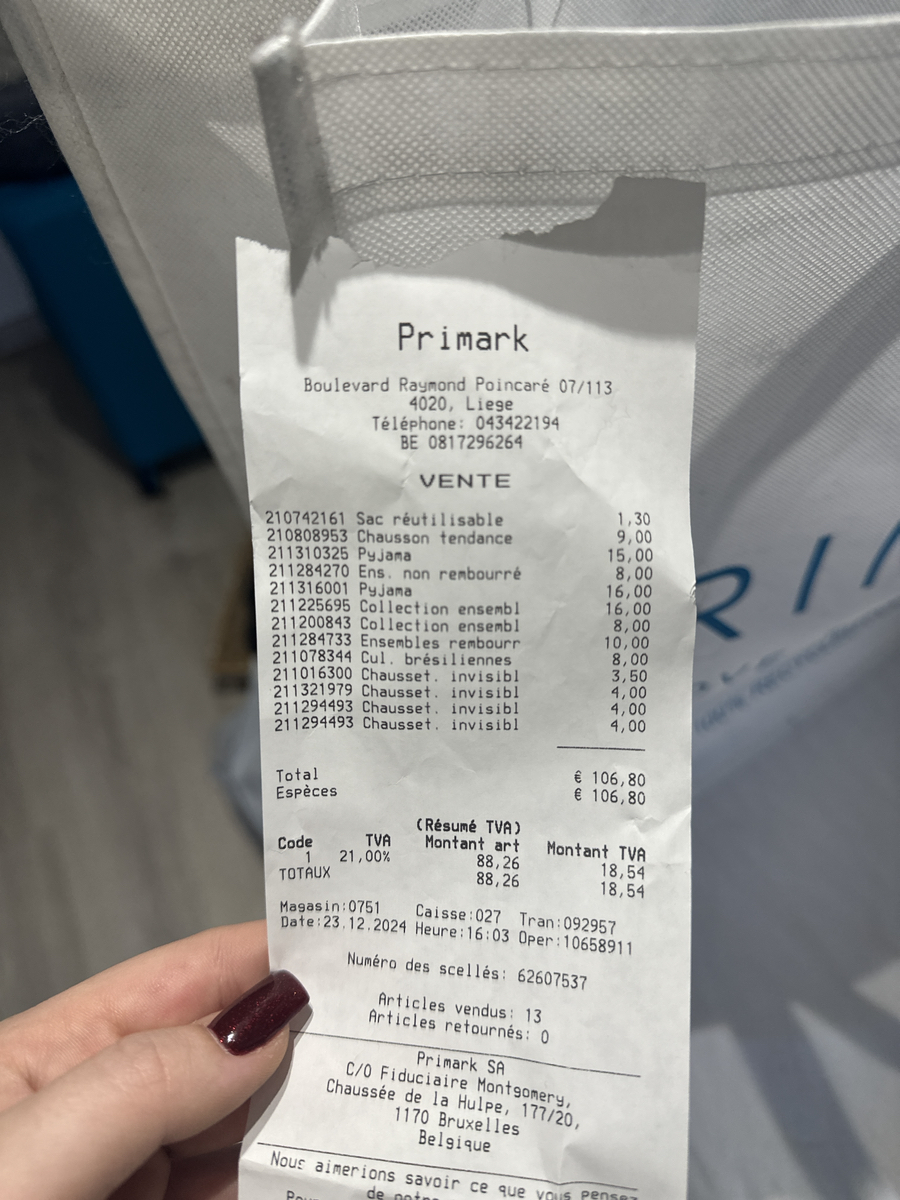 Primark
Boulevard Raymond Poincaré 07/113
4020, Liege
Téléphone: 043422194
BE 0817296264
VENTE
210742161 Sac réutilisable 1,30
210808953 Chausson tendance 9,00
211310325 Pyjama 15,00
211284270 Ens. non rembourré 8,00
211316001 Pyjama 16,00
211225695 Collection ensembl 16,00
211200843 Collection ensembl 8,00
211284733 Ensembles rembourr 10,00
211078344 Cul. brésiliennes 8,00
211016300 Chausset. invisibl 3,50
211321979 Chausset. invisibl 4,00
211294493 Chausset. invisibl 4,00
211294493 Chausset. invisibl 4,00
Total € 106,80
Espèces € 106,80
(Résumé TVA)
Code TVA Montant art Montant TVA
1 21,00% 88,26 18,54
TOTAUX 88,26 18,54
Magasin:0751 Caisse:027 Tran:092957
Date:23.12.2024 Heure:16:03 Oper:10658911
Numéro des scellés: 62607537
Articles vendus: 13
Articles retournés: 0
Primark SA
C/O Fiduciaire Montgomery,
Chaussée de la Hulpe, 177/20,
1170 Bruxelles
Belgique
Nous aimerions savoir ce que vous pensez
de notre
RI